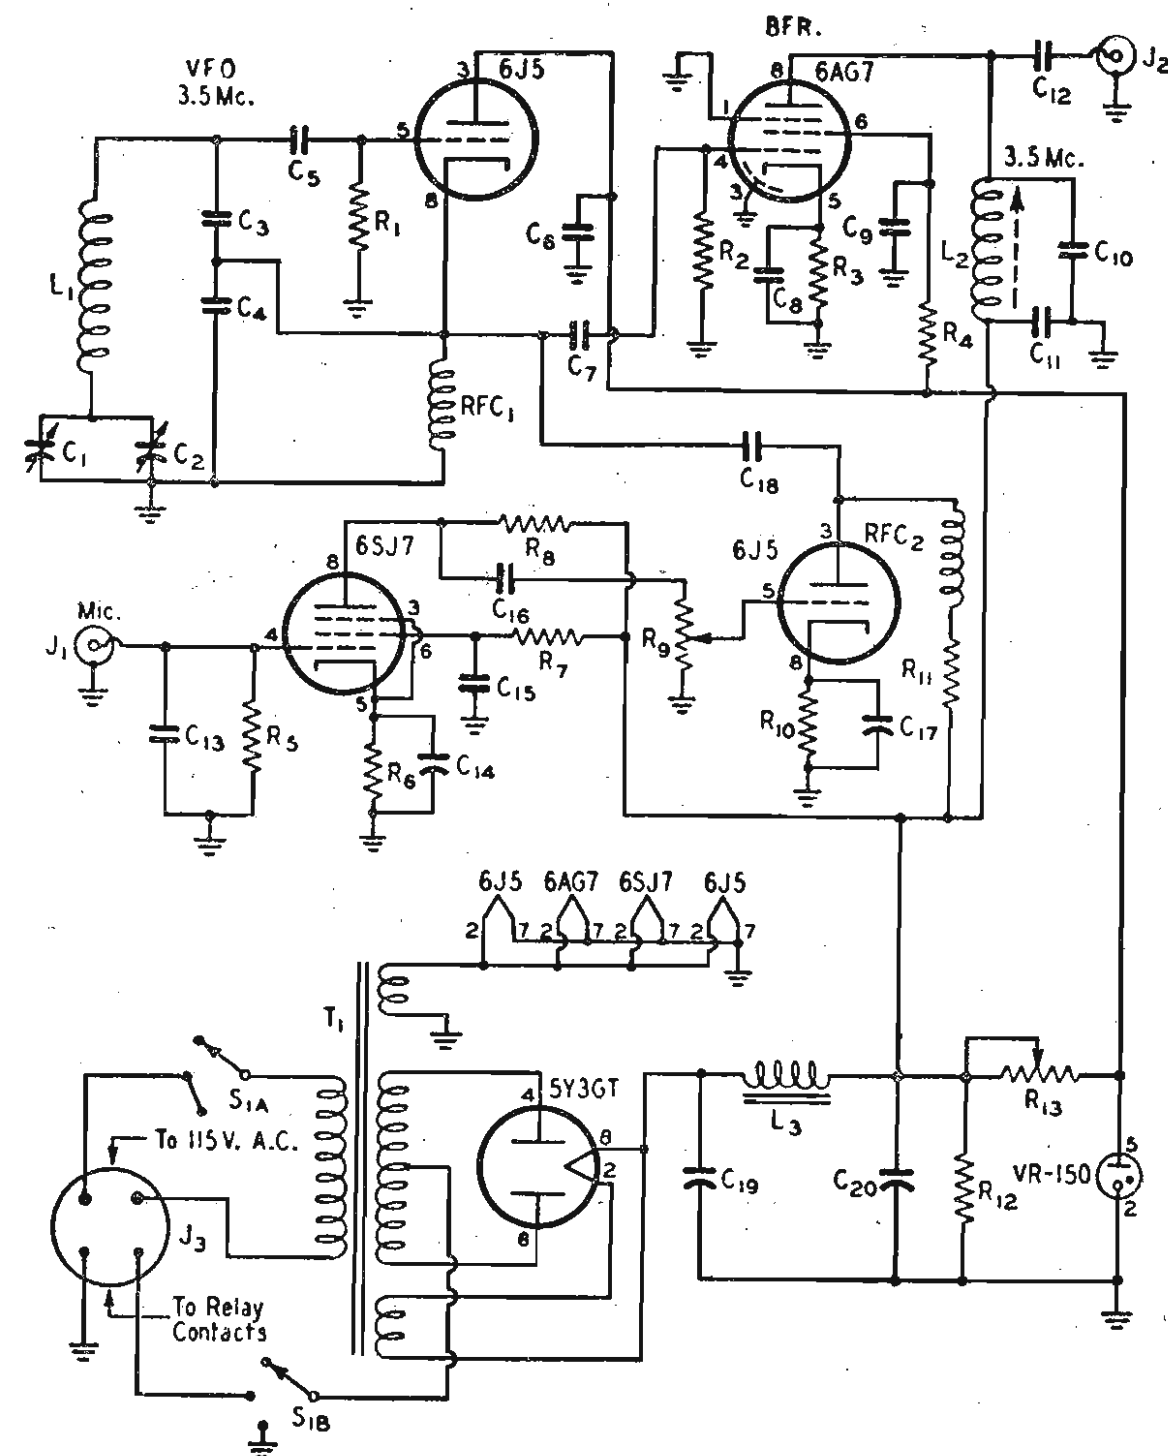 BFR.
VFO
3.5 Mc.
3
6J5
5
8
C5
C3
R1
L1
C4
C6
C7
RFC1
C1
C2
8
6AG7
1
6
4
3
5
C12
J2
3.5 Mc.
R2
C8
R3
C9
L2
C10
R4
C11
C18
6SJ7
8
R8
C16
3
6
4
5
Mic.
J1
R7
C15
R9
C13
R5
R6
C14
6J5
3
RFC2
5
8
R11
R10
C17
6J5 6AG7 6SJ7 6J5
2 7 2 7 2 7 2 7
T1
S1A
To 115 V. A.C.
J3
To Relay
Contacts
S1B
4
5Y3GT
8
2
6
L3
R13
C19
C20
R12
VR-150
5
2